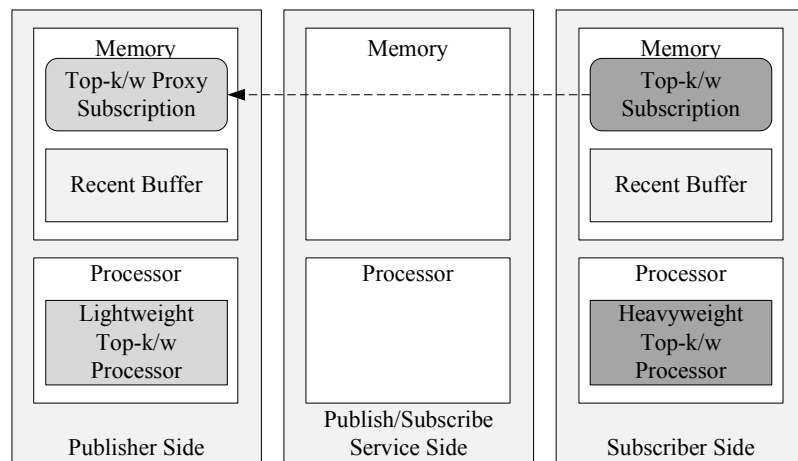 Memory
Top-k/w Proxy
Subscription
Recent Buffer
Processor
Lightweight
Top-k/w
Processor
Publisher Side
Memory
Processor
Publish/Subscribe
Service Side
Memory
Top-k/w
Subscription
Recent Buffer
Processor
Heavyweight
Top-k/w
Processor
Subscriber Side